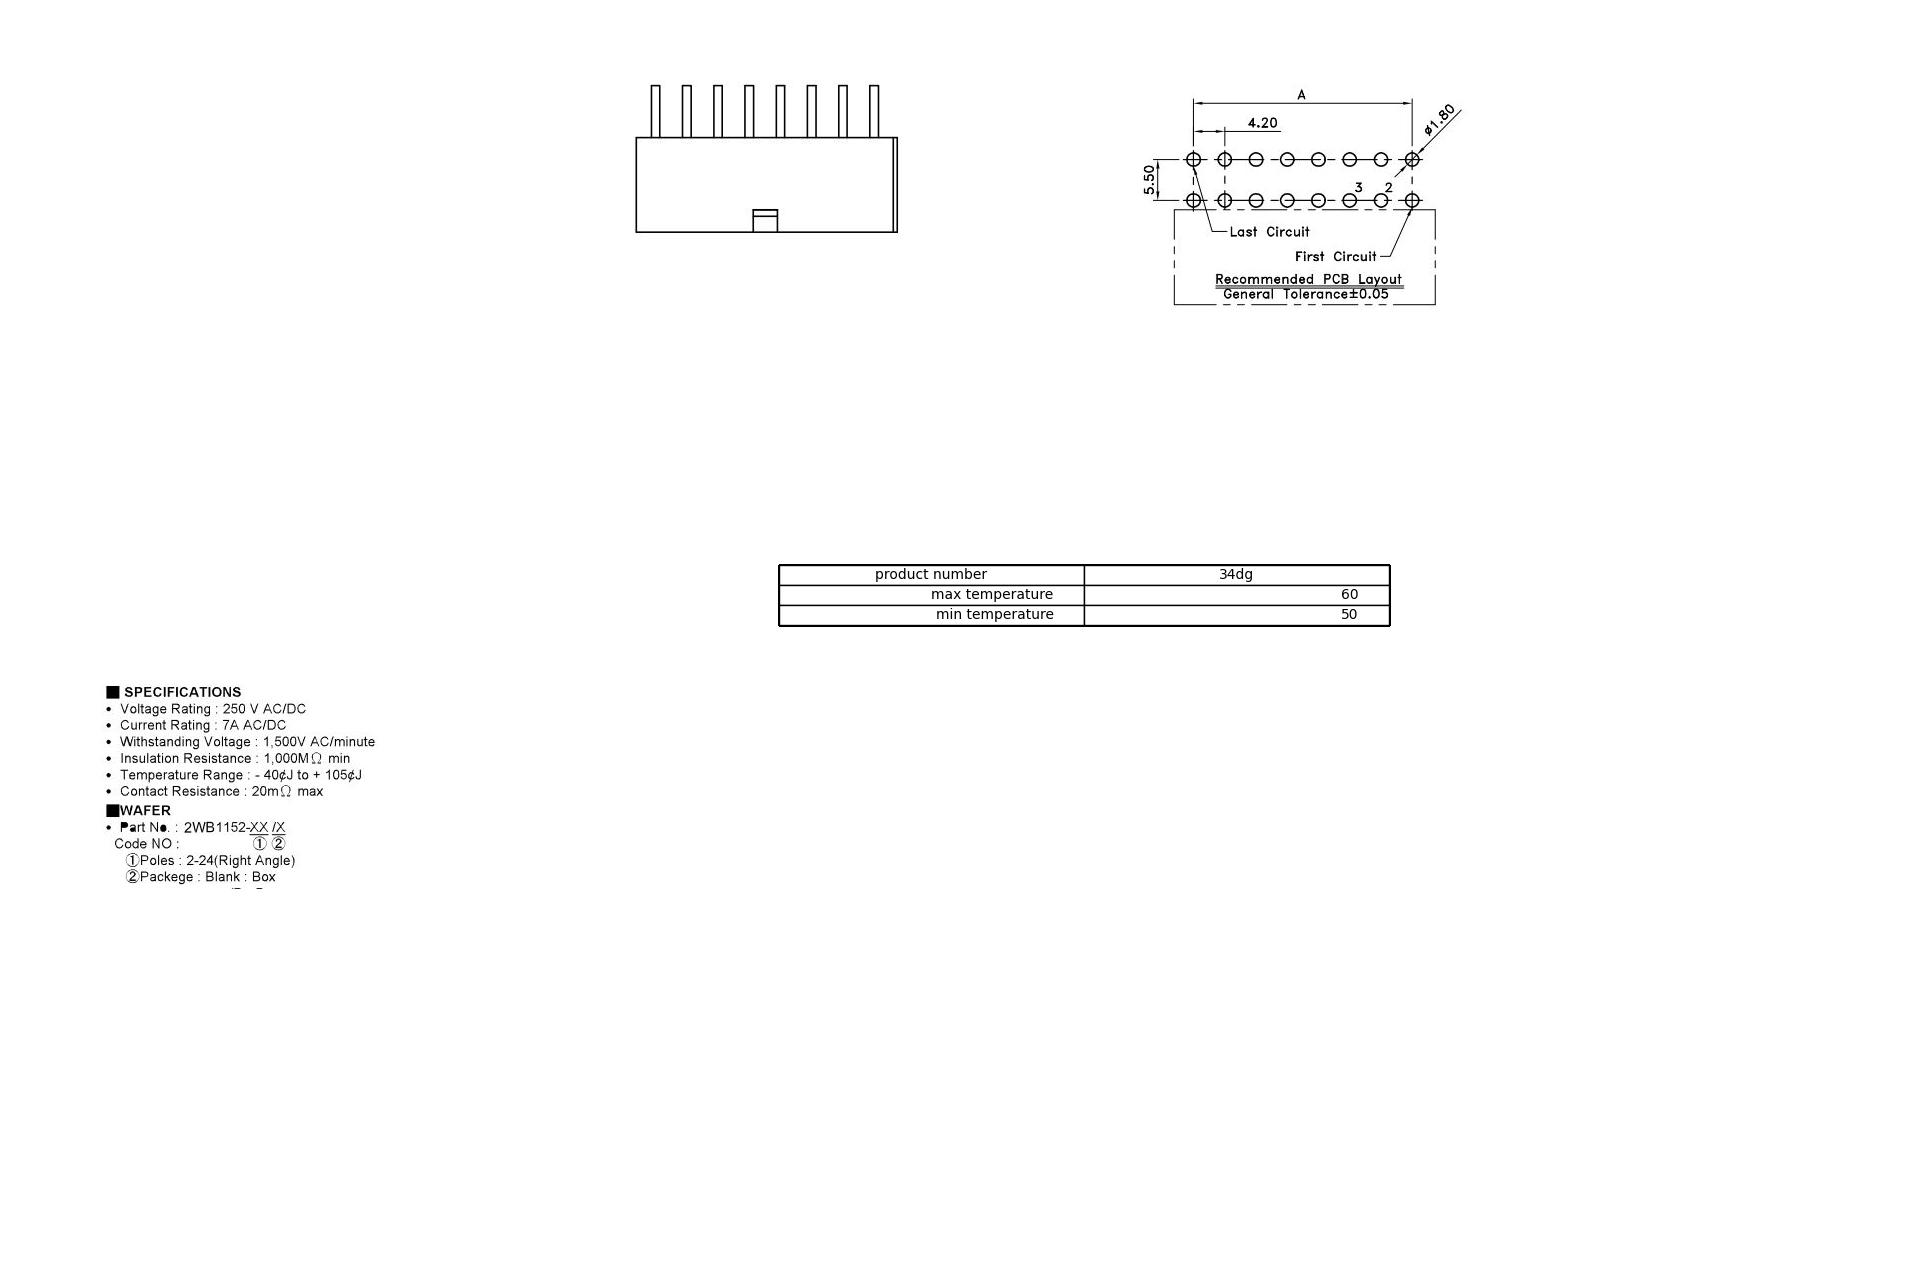 A
4.20
ø1.80
5.50
3 2
Last Circuit
First Circuit
Recommended PCB Layout
General Tolerance±0.05
product number 34dg
max temperature 60
min temperature 50
■ SPECIFICATIONS
• Voltage Rating : 250 V AC/DC
• Current Rating : 7A AC/DC
• Withstanding Voltage : 1,500V AC/minute
• Insulation Resistance : 1,000MΩ min
• Temperature Range : - 40¢J to + 105¢J
• Contact Resistance : 20mΩ max
■WAFER
• Part No. : 2WB1152-XX /X
Code NO : ① ②
①Poles : 2-24(Right Angle)
②Packege : Blank : Box